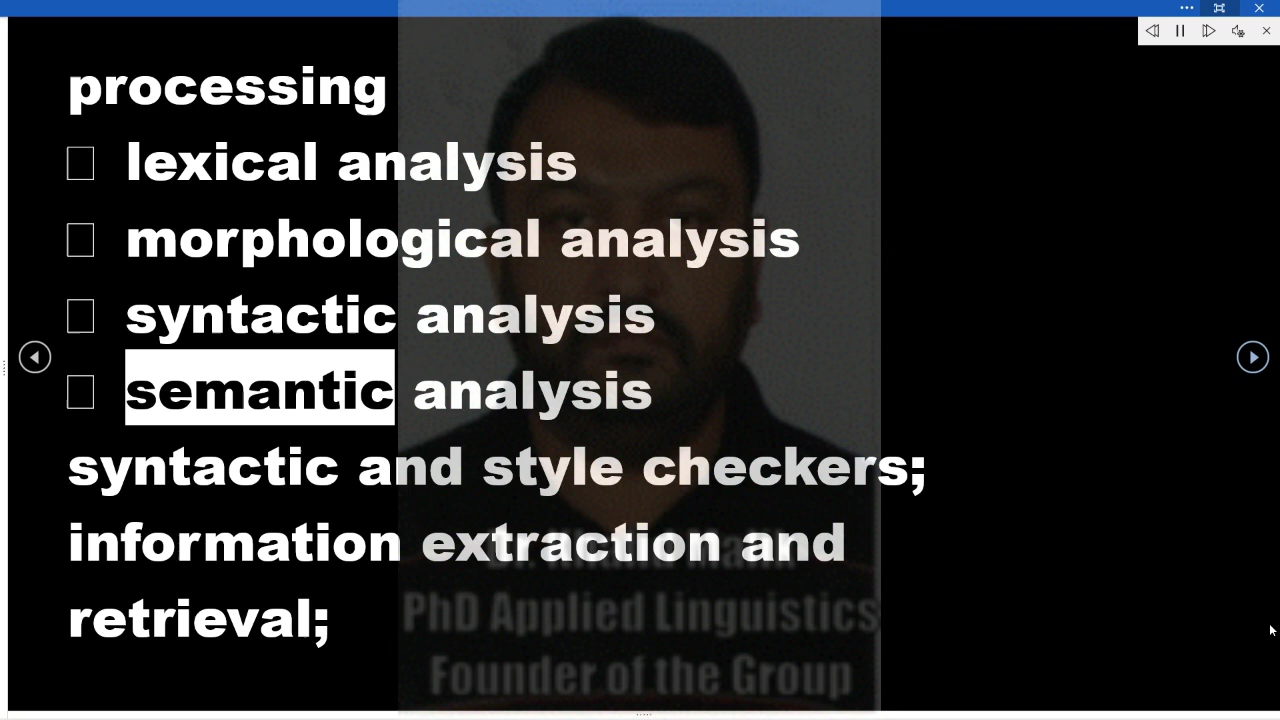 processing
lexical analysis
morphological analysis
syntactic analysis
semantic analysis
syntactic and style checkers;
information extraction and
retrieval;
PhD Applied Linguistics
Founder of the Group